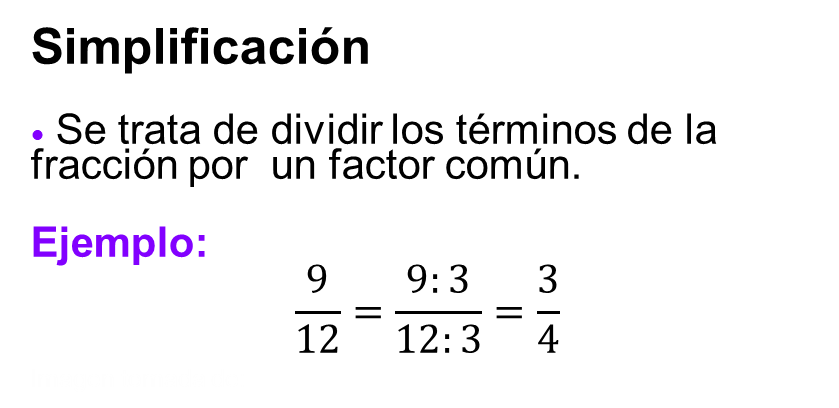 Simplificación
• Se trata de dividir los términos de la
fracción por un factor común.
Ejemplo:
9/12 = 9:3/12:3 = 3/4